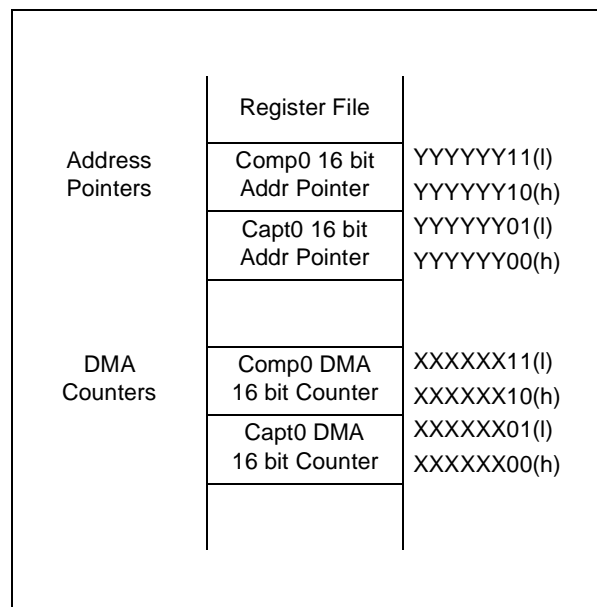 Register File
Address
Pointers
Comp0 16 bit
Addr Pointer
YYYYYY11(l)
YYYYYY10(h)
Capt0 16 bit
Addr Pointer
YYYYYY01(l)
YYYYYY00(h)
DMA
Counters
Comp0 DMA
16 bit Counter
XXXXXX11(l)
XXXXXX10(h)
Capt0 DMA
16 bit Counter
XXXXXX01(l)
XXXXXX00(h)